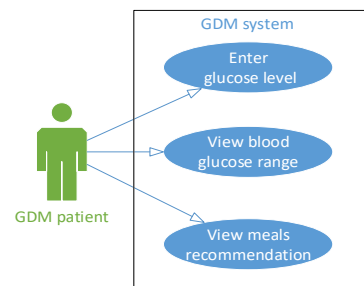 GDM system
Enter
glucose level
View blood
glucose range
GDM patient
View meals
recommendation